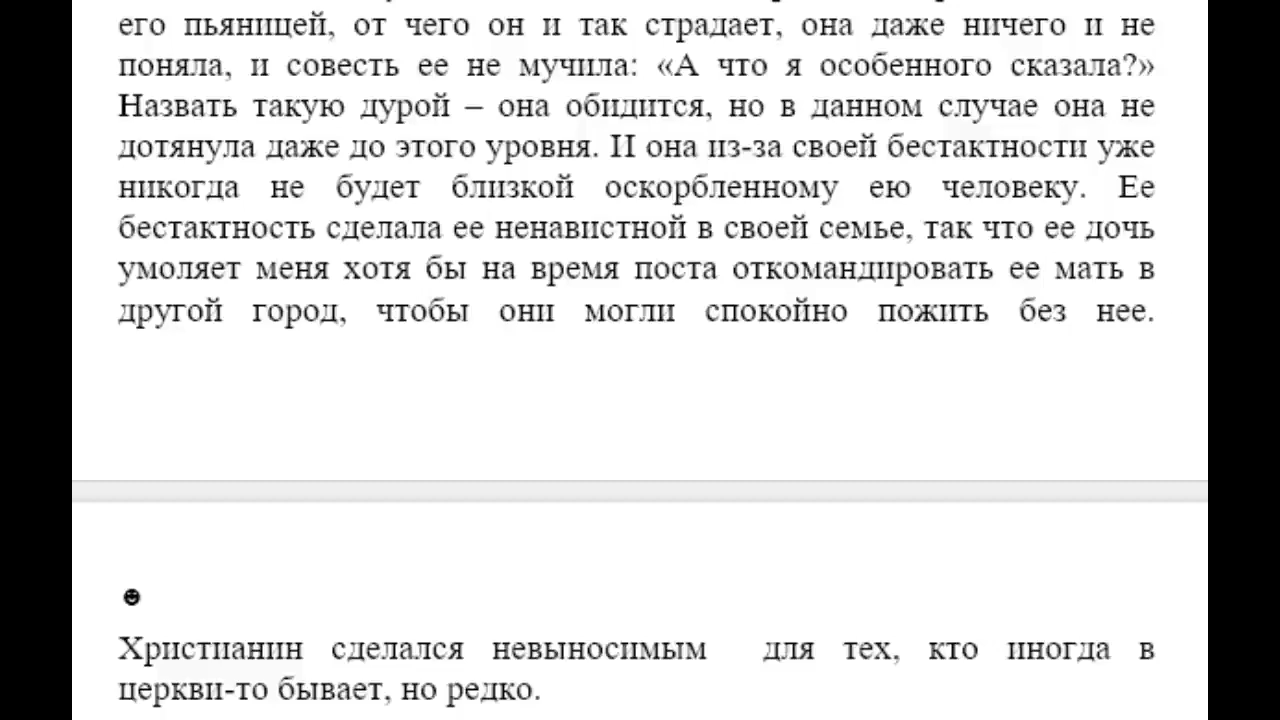 его пьяницей, от чего он и так страдает, она даже ничего и не
поняла, и совесть ее не мучила: «А что я особенного сказала?»
Назвать такую дурой – она обидится, но в данном случае она не
дотянула даже до этого уровня. И она из-за своей бестактности уже
никогда не будет близкой оскорбленному ею человеку. Ее
бестактность сделала ее ненавистной в своей семье, так что ее дочь
умоляет меня хотя бы на время поста откомандировать ее мать в
другой город, чтобы они могли спокойно пожить без нее.
Христианин сделался невыносимым для тех, кто иногда в
церкви-то бывает, но редко.